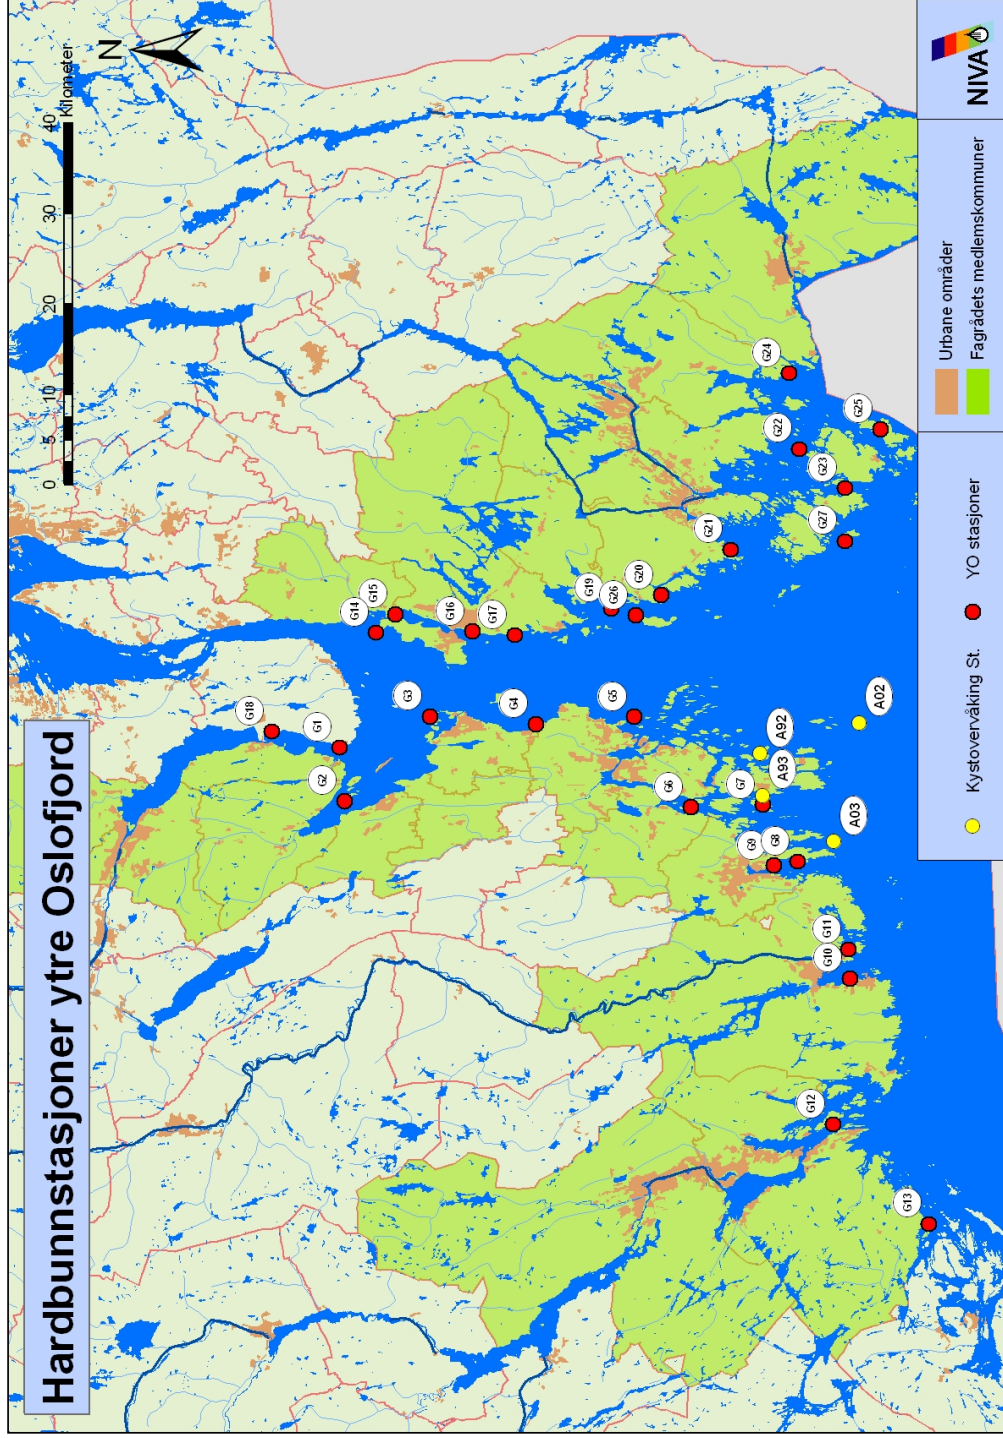 Hardbunnstasjoner ytre Oslofjord
0 5 10 20 30 40
Kilometer
N
G18
G1
G2
G3
G4
G5
G6
G7
A92
A93
A02
A03
G9
G8
G11
G10
G12
G13
G14
G15
G16
G17
G19
G26
G20
G21
G24
G22
G23
G25
G27
Kystovervåking St.
YO stasjoner
Urbane områder
Fagrådets medlemskommuner
NIVA